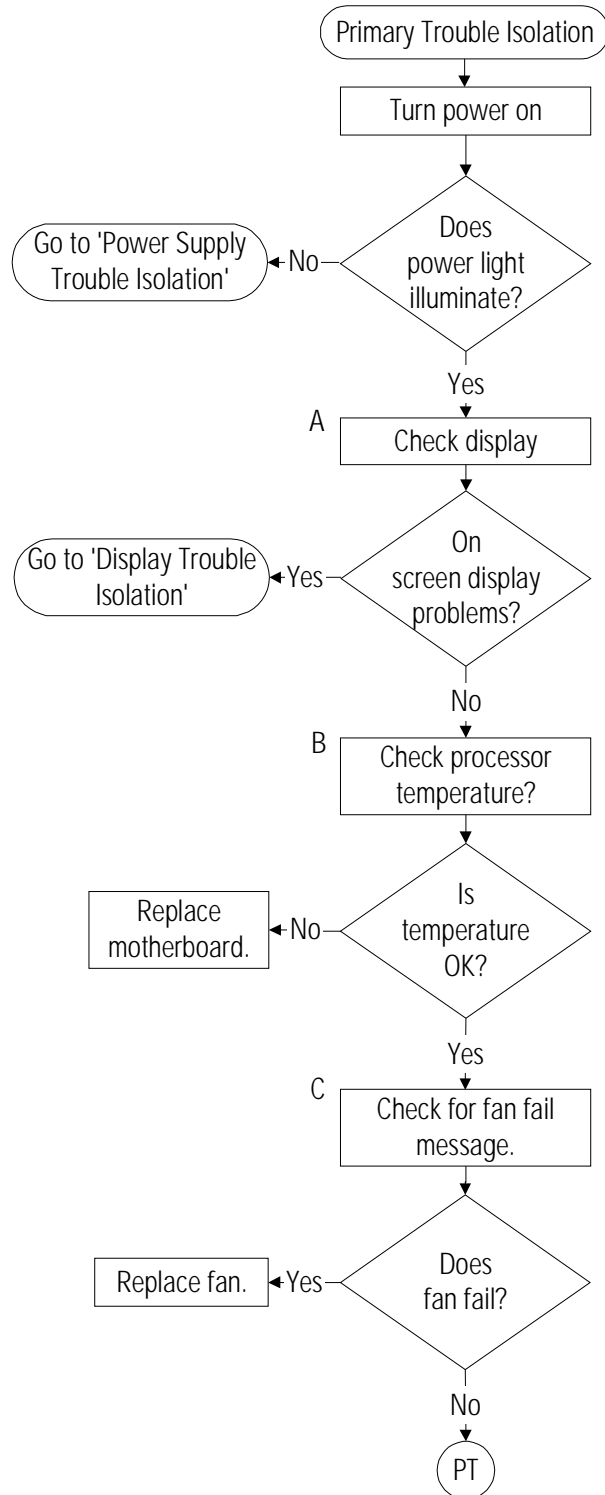 Primary Trouble Isolation
Turn power on
Does
power light
illuminate?
No
Go to 'Power Supply
Trouble Isolation'
Yes
A
Check display
On
screen display
problems?
Yes
Go to 'Display Trouble
Isolation'
No
B
Check processor
temperature?
Is
temperature
OK?
No
Replace
motherboard.
Yes
C
Check for fan fail
message.
Does
fan fail?
Yes
Replace fan.
No
PT